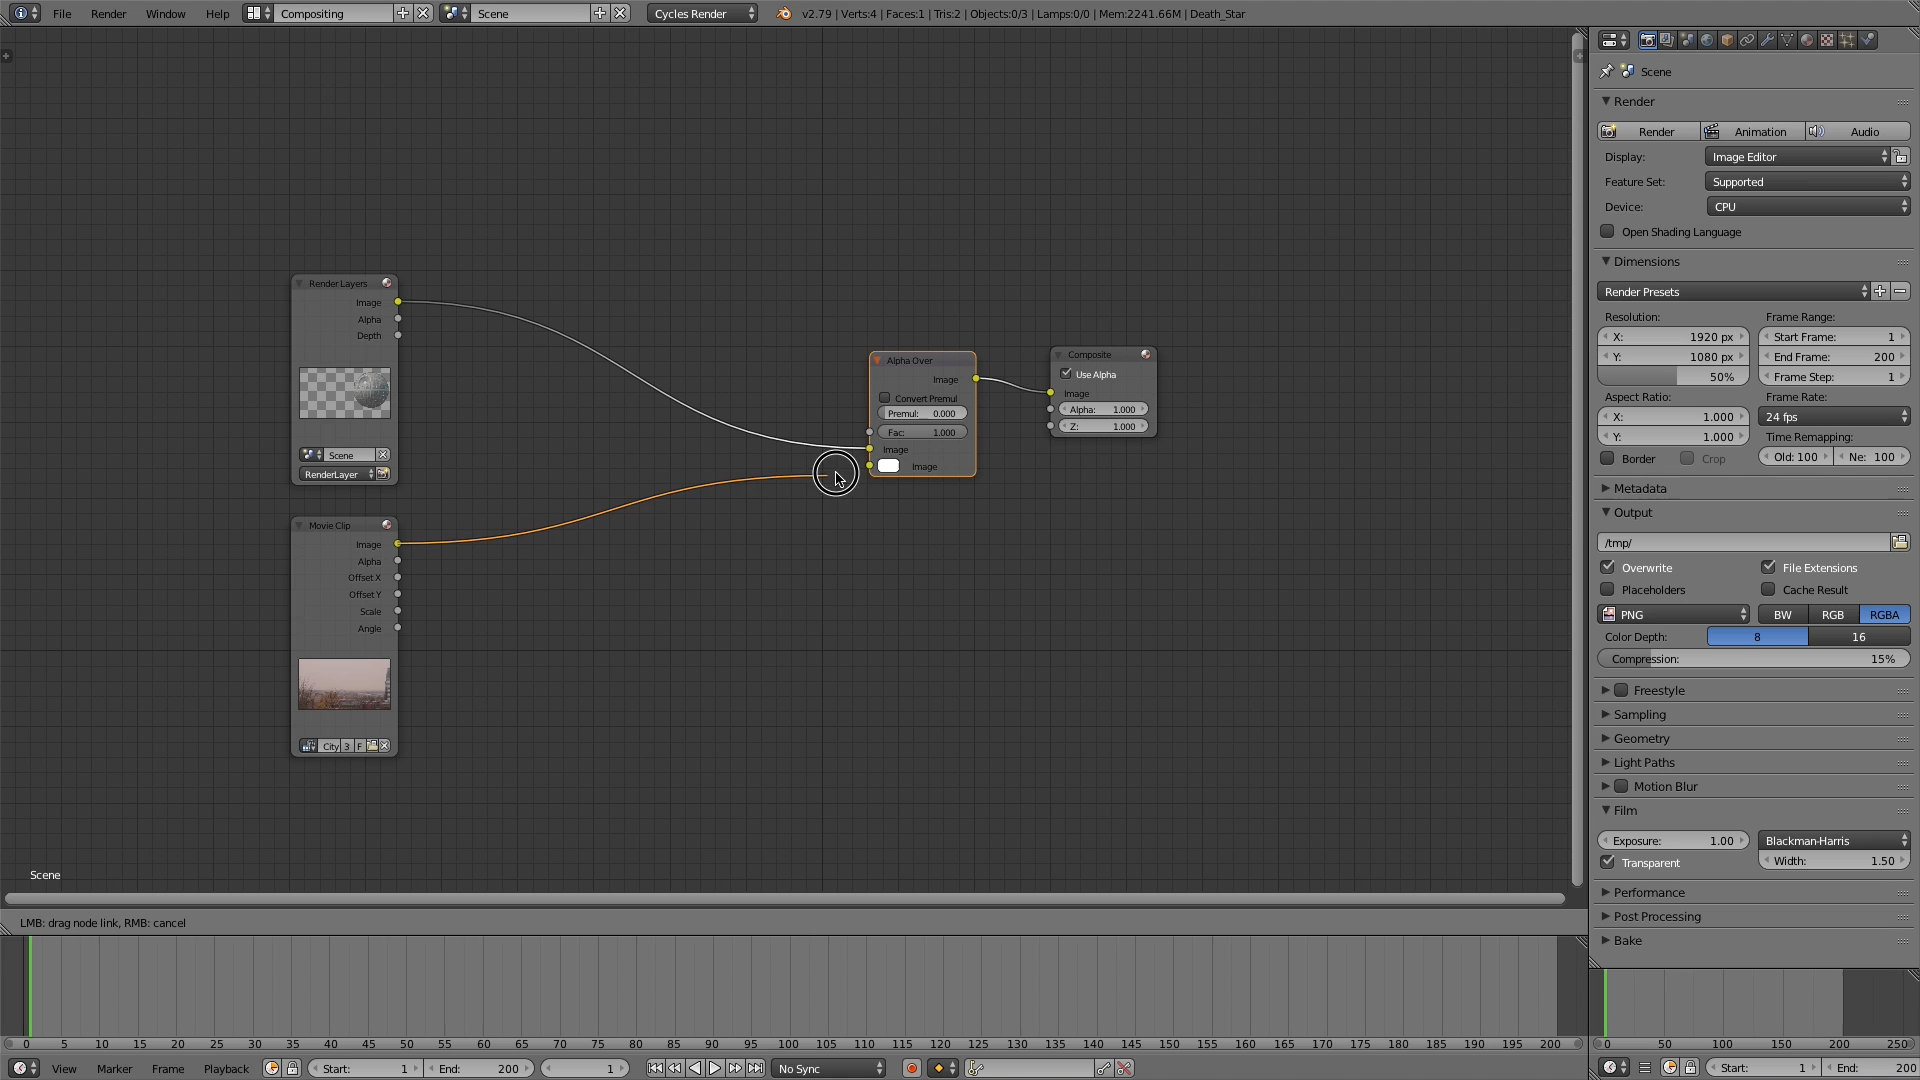 File Render Window Help Compositing Scene Cycles Render v2.79 | Verts:4 | Faces:1 | Tris:2 | Objects:0/3 | Lamps:0/0 | Mem:2241.66M | Death_Star
Render Layers
Image
Alpha
Depth
Scene
RenderLayer
Movie Clip
Image
Alpha
Offset X
Offset Y
Scale
Angle
City 3 F
Alpha Over
Image
Convert Premul
Premul: 0.000
Fac: 1.000
Image
Image
Composite
Use Alpha
Image
Alpha: 1.000
Z: 1.000
Scene
LMB: drag node link, RMB: cancel
0 5 10 15 20 25 30 35 40 45 50 55 60 65 70 75 80 85 90 95 100 105 110 115 120 125 130 135 140 145 150 155 160 165 170 175 180 185 190 195 200
View Marker Frame Playback Start: 1 End: 200 1 No Sync
Scene
Render
Render Animation Audio
Display: Image Editor
Feature Set: Supported
Device: CPU
Open Shading Language
Dimensions
Render Presets
Resolution: Frame Range:
X: 1920 px Start Frame: 1
Y: 1080 px End Frame: 200
50% Frame Step: 1
Aspect Ratio: Frame Rate:
X: 1.000 24 fps
Y: 1.000 Time Remapping:
Border Crop Old: 100 Ne: 100
Metadata
Output
/tmp/
Overwrite File Extensions
Placeholders Cache Result
PNG BW RGB RGBA
Color Depth: 8 16
Compression: 15%
Freestyle
Sampling
Geometry
Light Paths
Motion Blur
Film
Exposure: 1.00 Blackman-Harris
Transparent Width: 1.50
Performance
Post Processing
Bake
0 50 100 150 200 250
Start: 1 End: 200